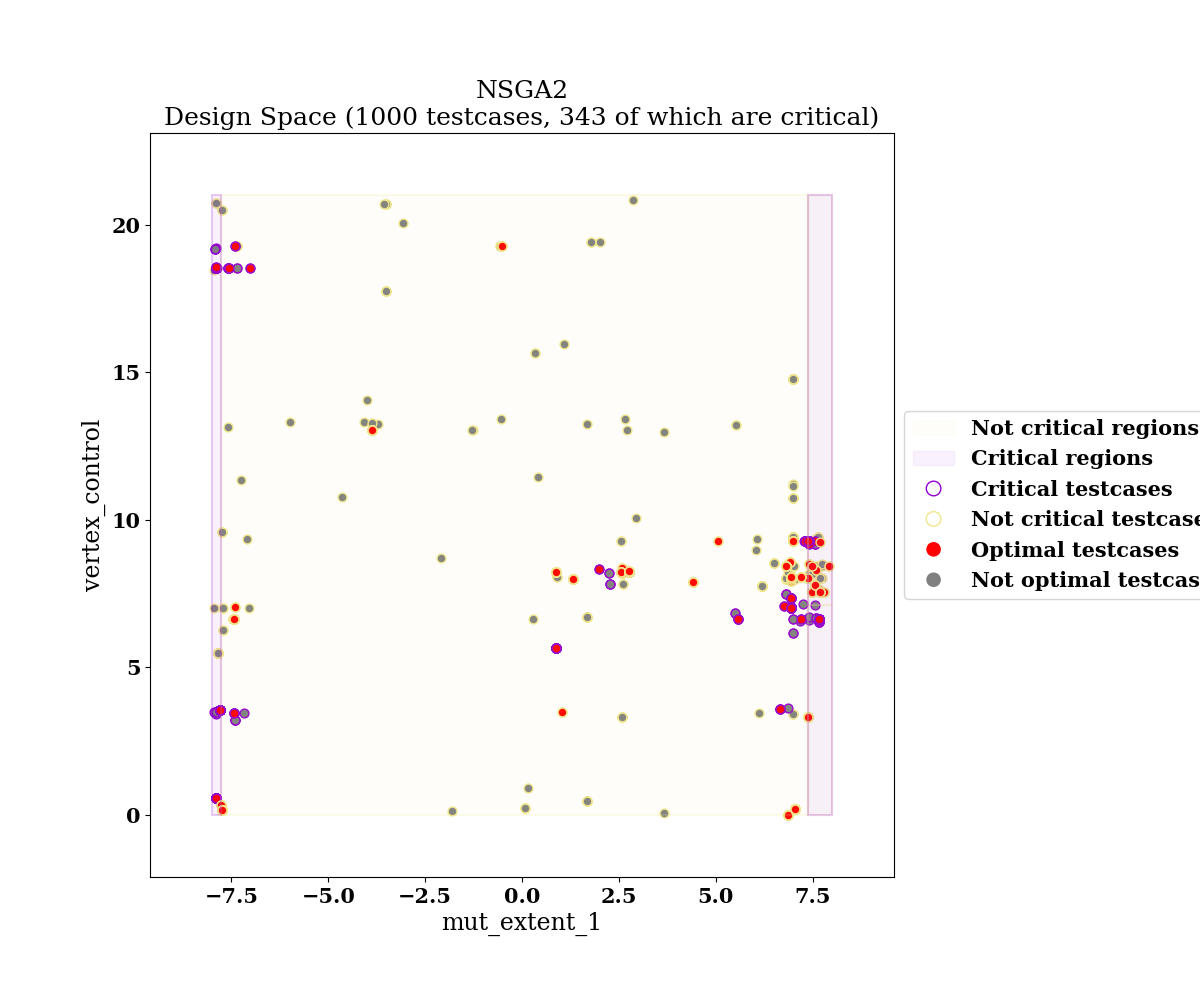 NSGA2
Design Space (1000 testcases, 343 of which are critical)
20
15
10
5
0
vertex_control
−7.5 −5.0 −2.5 0.0 2.5 5.0 7.5
mut_extent_1
Not critical regions
Critical regions
Critical testcases
Not critical testcase
Optimal testcases
Not optimal testcas